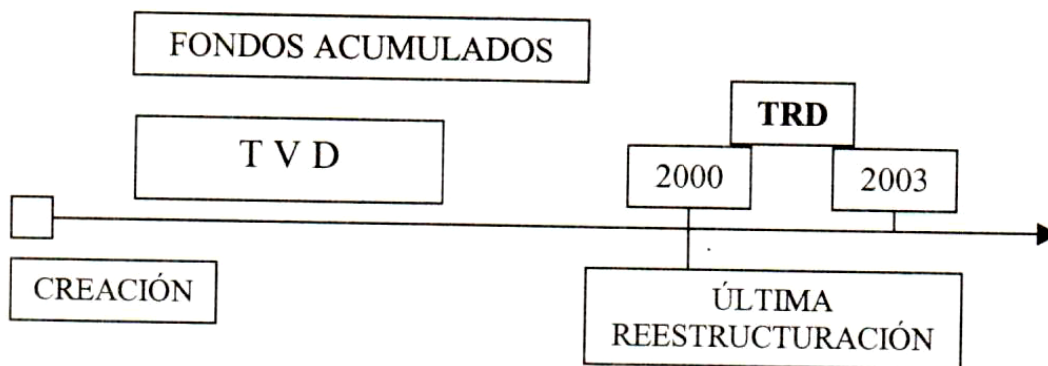 FONDOS ACUMULADOS
T V D
TRD
2000
2003
CREACIÓN
ÚLTIMA
REESTRUCTURACIÓN